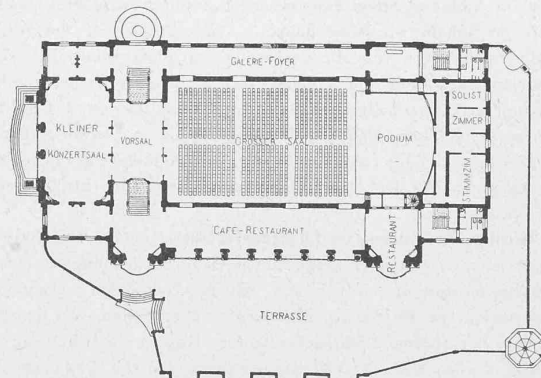 GALERIE-FOYER
SOLIST
ZIMMER
KLEINER
KONZERTSAAL
VORSAAL
GROSSER SAAL
PODIUM
STIMMZIM
CAFE-RESTAURANT
RESTAURANT
TERRASSE